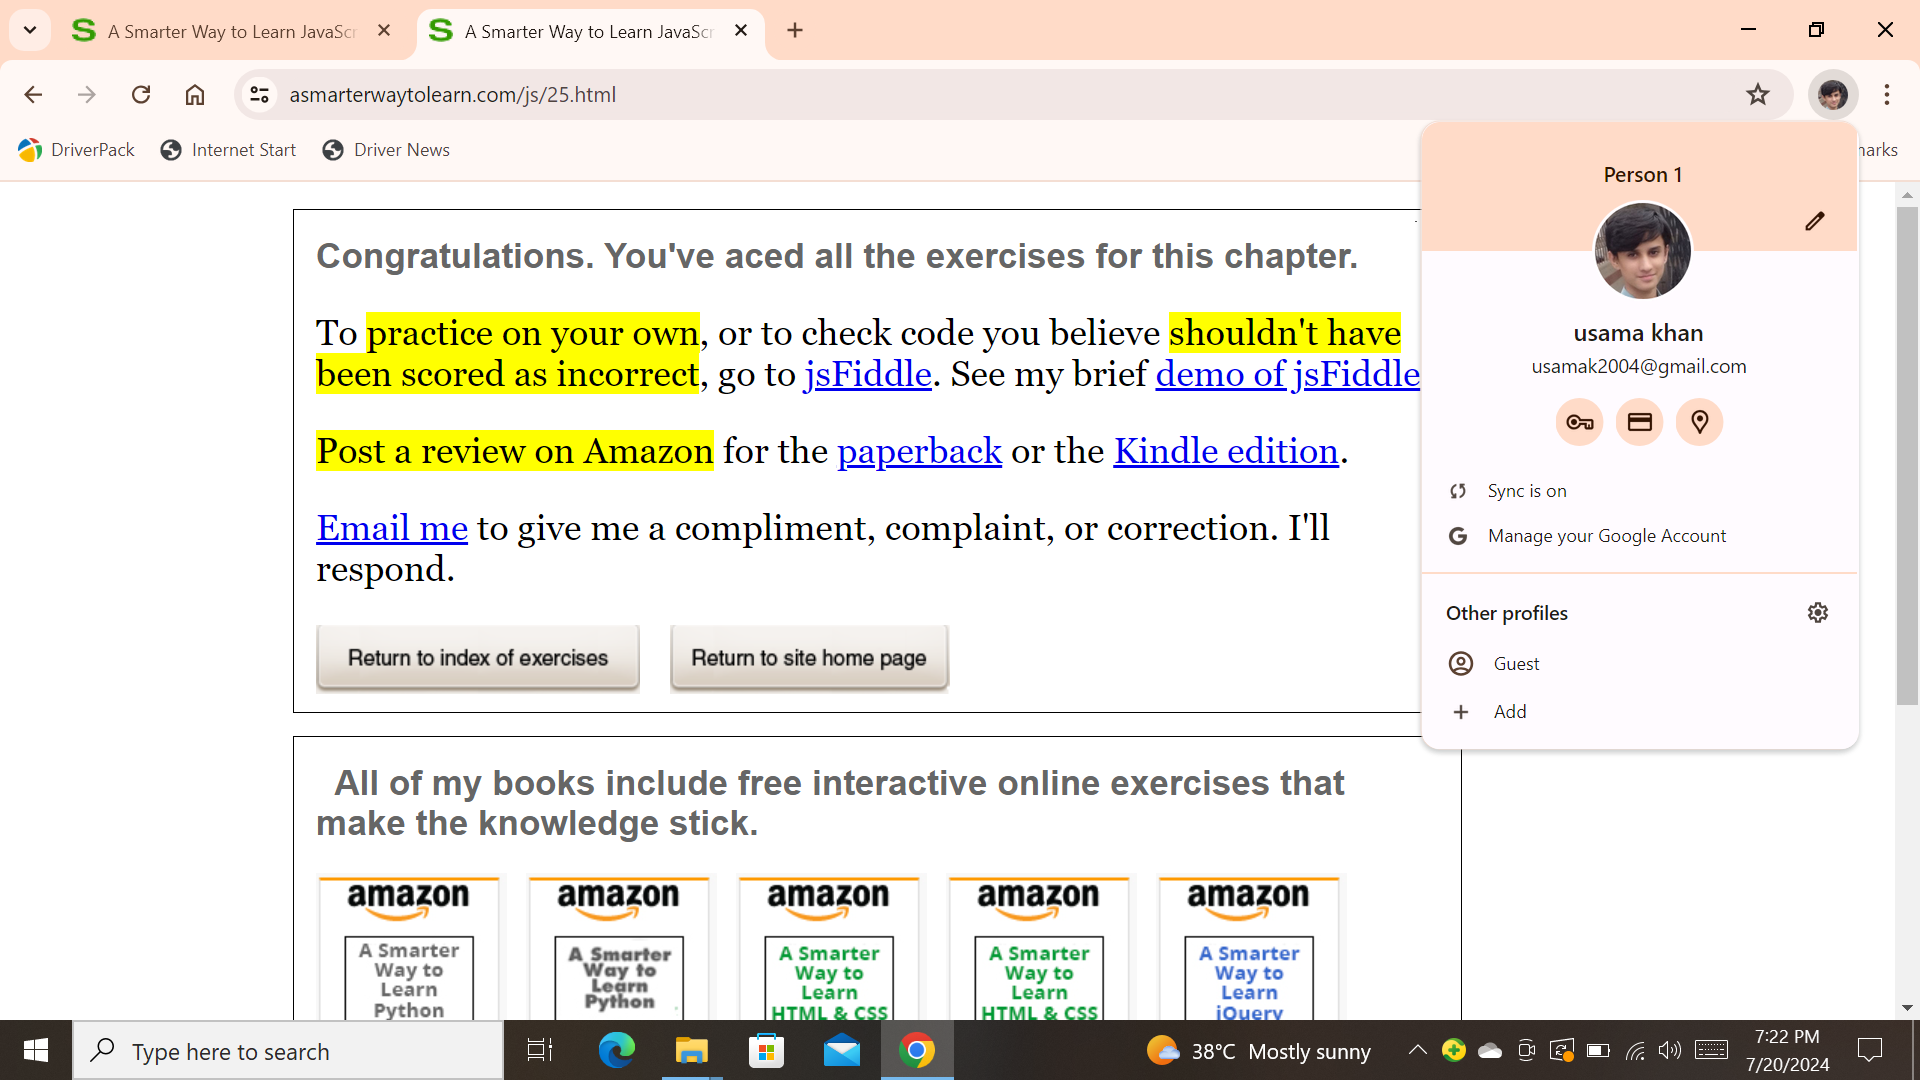 A Smarter Way to Learn JavaScr
A Smarter Way to Learn JavaScr
asmarterwaytolearn.com/js/25.html
DriverPack
Internet Start
Driver News
Congratulations. You've aced all the exercises for this chapter.
To practice on your own, or to check code you believe shouldn't have
been scored as incorrect, go to jsFiddle. See my brief demo of jsFiddle
Post a review on Amazon for the paperback or the Kindle edition.
Email me to give me a compliment, complaint, or correction. I'll
respond.
Return to index of exercises
Return to site home page
All of my books include free interactive online exercises that
make the knowledge stick.
amazon
A Smarter
Way to
Learn
Python
amazon
A Smarter
Way to
Learn
Python
amazon
A Smarter
Way to
Learn
HTML & CSS
amazon
A Smarter
Way to
Learn
HTML & CSS
amazon
A Smarter
Way to
Learn
jQuery
Person 1
usama khan
usamak2004@gmail.com
Sync is on
Manage your Google Account
Other profiles
Guest
Add
Type here to search
38°C Mostly sunny
7:22 PM
7/20/2024